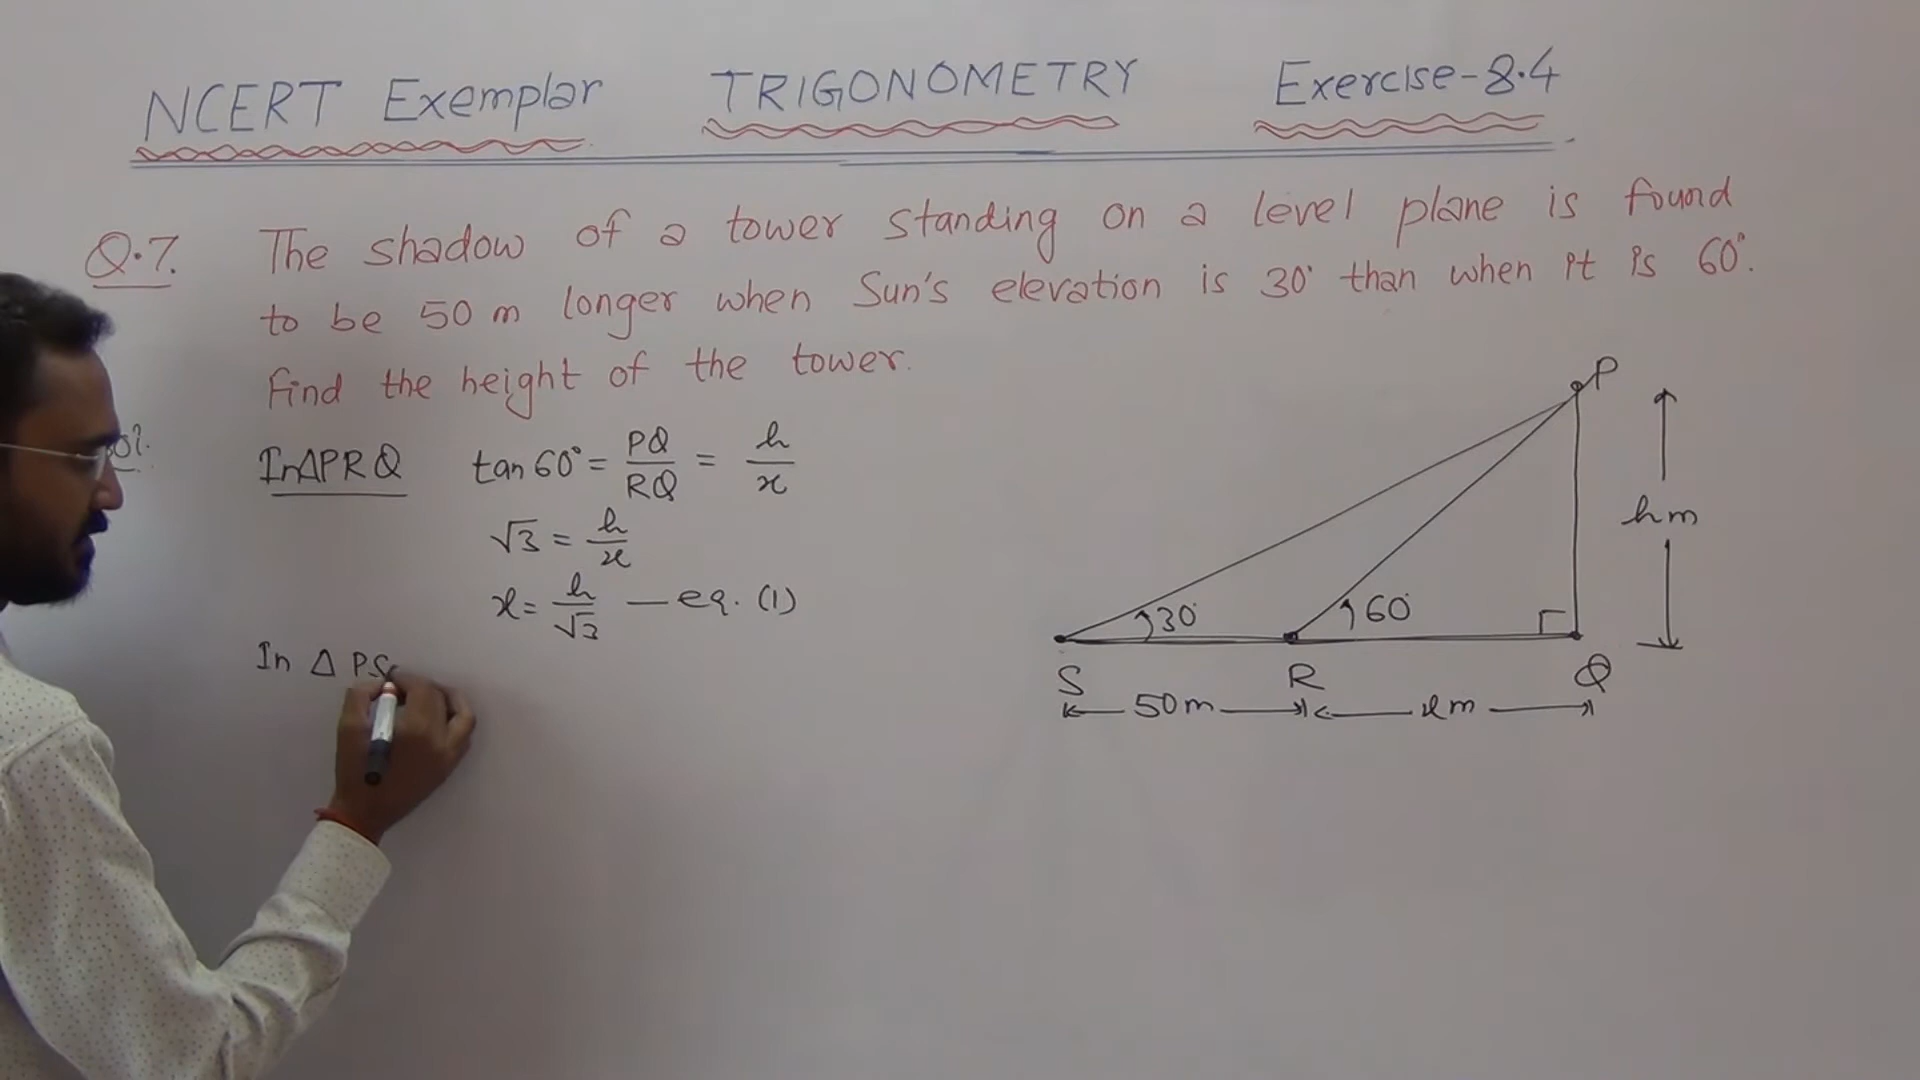 NCERT Exemplar TRIGONOMETRY Exercise-8.4
Q.7. The shadow of a tower standing on a level plane is found
to be 50 m longer when Sun's elevation is 30° than when it is 60°.
Find the height of the tower.
In ΔPRQ tan 60° = PQ/RQ = h/x
√3 = h/x
x = h/√3 — eq. (1)
In Δ PS
P
h m
30°
60°
S R Q
50 m x m